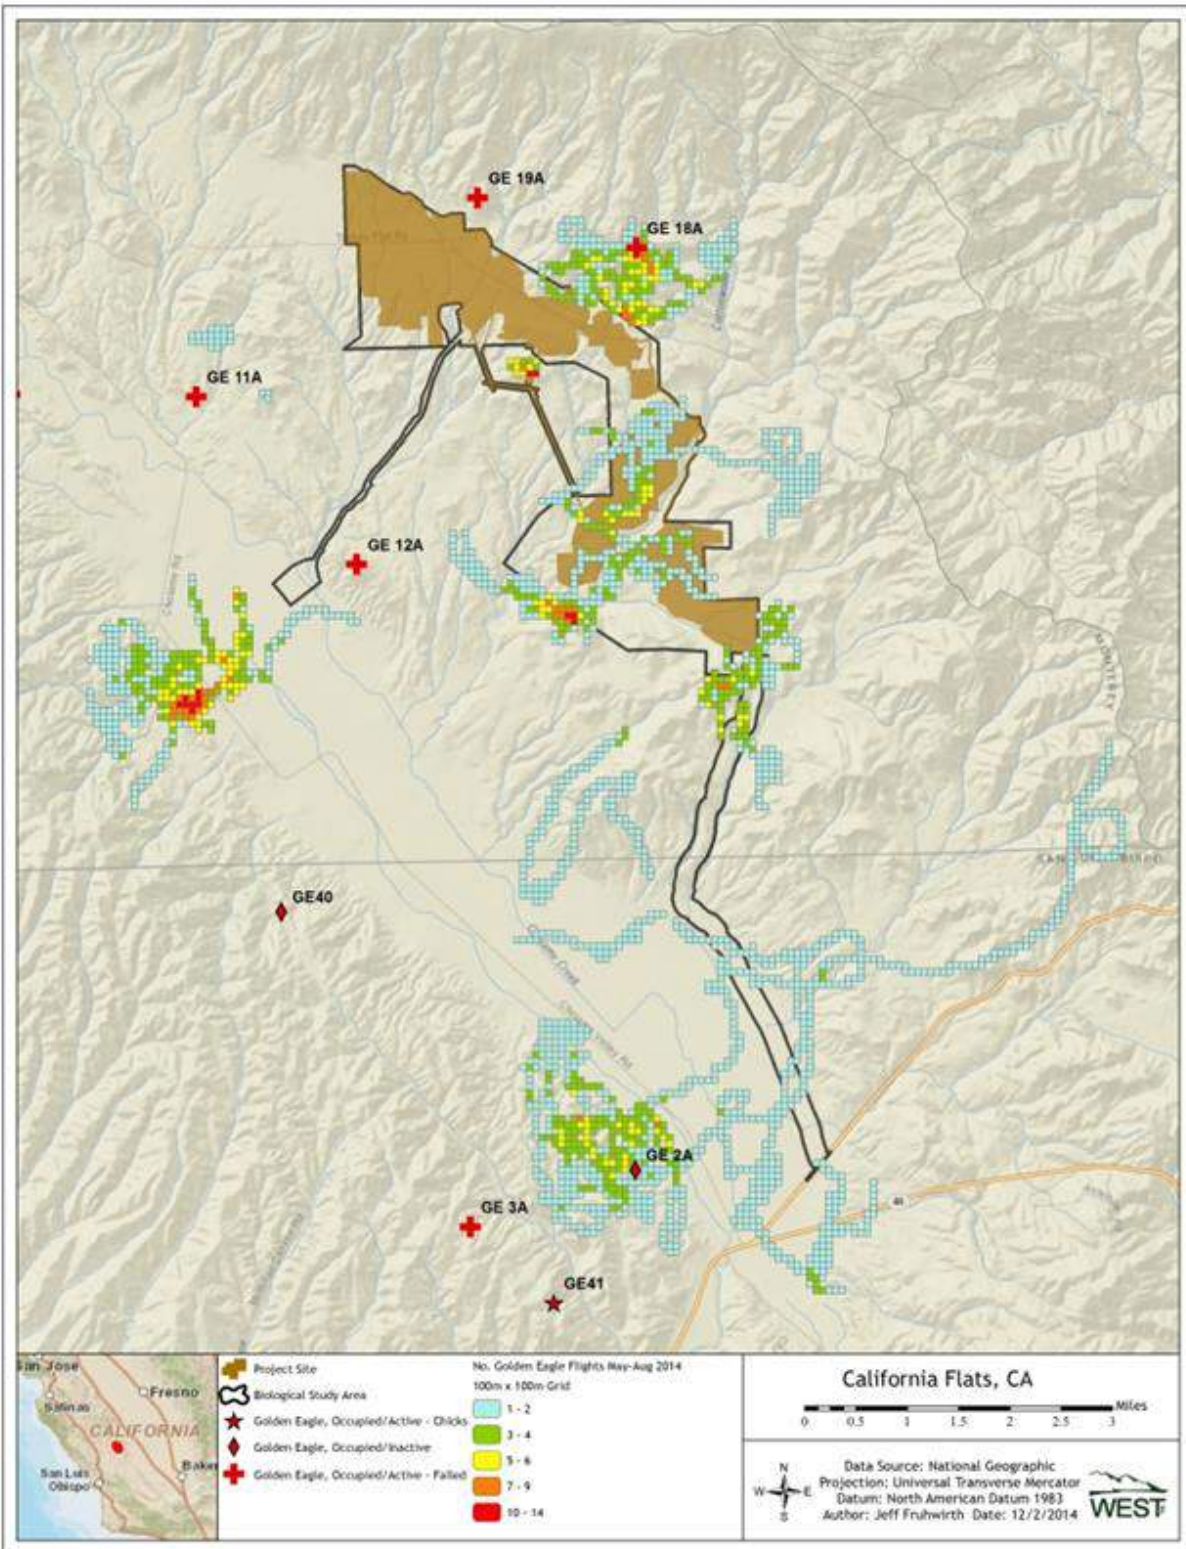 GE 19A
GE 18A
GE 11A
GE 12A
MONTEREY
GE40
GE 2A
46
GE 3A
GE41
San Jose
Salinas
Fresno
CALIFORNIA
San Luis
Obispo
Baker
Project Site
Biological Study Area
Golden Eagle, Occupied/Active - Chicks
Golden Eagle, Occupied/Inactive
Golden Eagle, Occupied/Active - Failed
No. Golden Eagle Flights May-Aug 2014
100m x 100m Grid
1 - 2
3 - 4
5 - 6
7 - 9
10 - 14
California Flats, CA
Miles
0 0.5 1 1.5 2 2.5 3
N
W E
S
Data Source: National Geographic
Projection: Universal Transverse Mercator
Datum: North American Datum 1983
Author: Jeff Fruhwirth Date: 12/2/2014
WEST